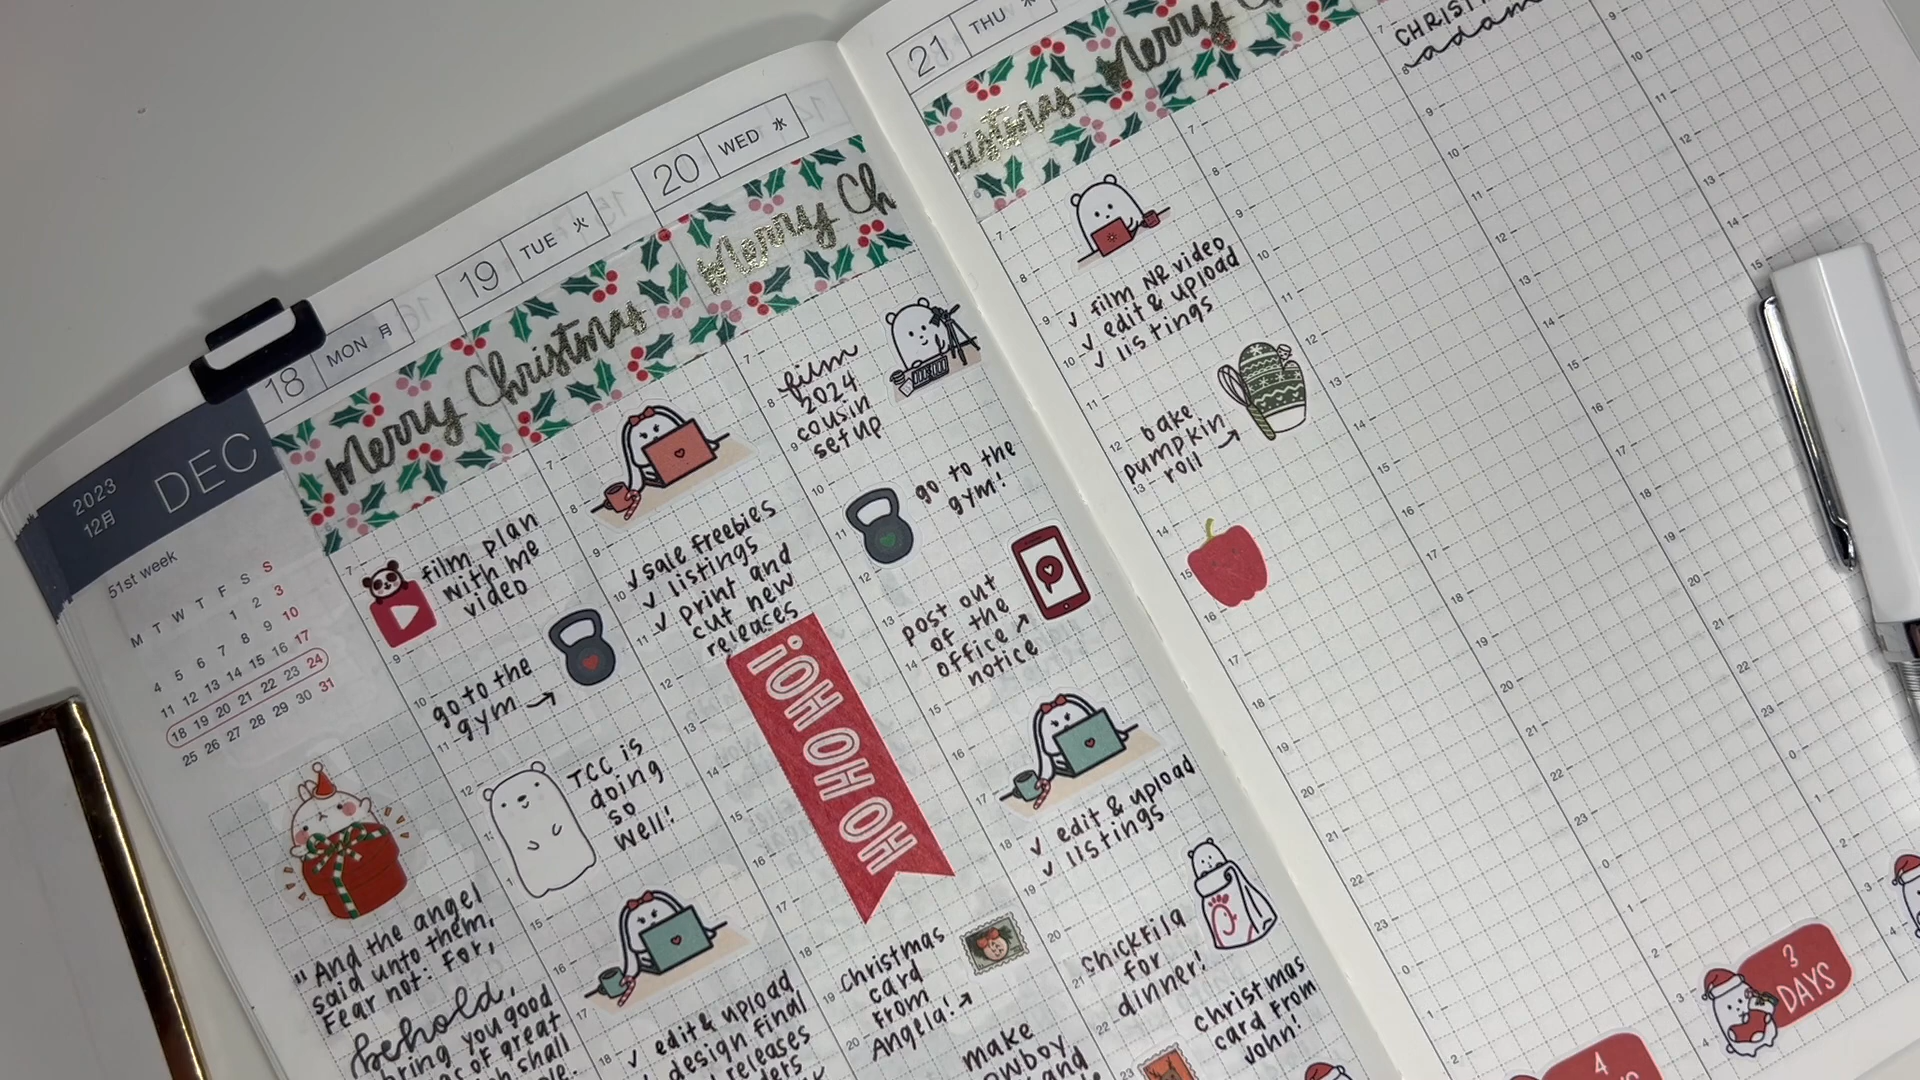 2023
12月
DEC
51st week
M T W T F S S
1 2 3
4 5 6 7 8 9 10
11 12 13 14 15 16 17
18 19 20 21 22 23 24
25 26 27 28 29 30 31
"And the angel
said unto them,
Fear not: For,
behold,
bring you good
of great
shall
18 MON 月
Merry Christmas
film plan
with me
video
go to the
gym
TCC is
doing
so
well!
✓ edit & upload
design final
releases
19 TUE 火
✓ sale freebies
✓ listings
✓ print and
cut new
releases
HO HO HO!
Christmas
card
from
Angela!
make
20 WED 水
Merry Ch
film
2024
cousin
setup
go to the
gym!
post out
of the
office
notice
✓ edit & upload
✓ listings
chickfila
for
dinner!
christmas
card from
John!
21 THU 木
ristmas
Merry
✓ film NR video
✓ edit & upload
✓ listings
bake
pumpkin
roll
4
CHRIST
adam
3
DAYS